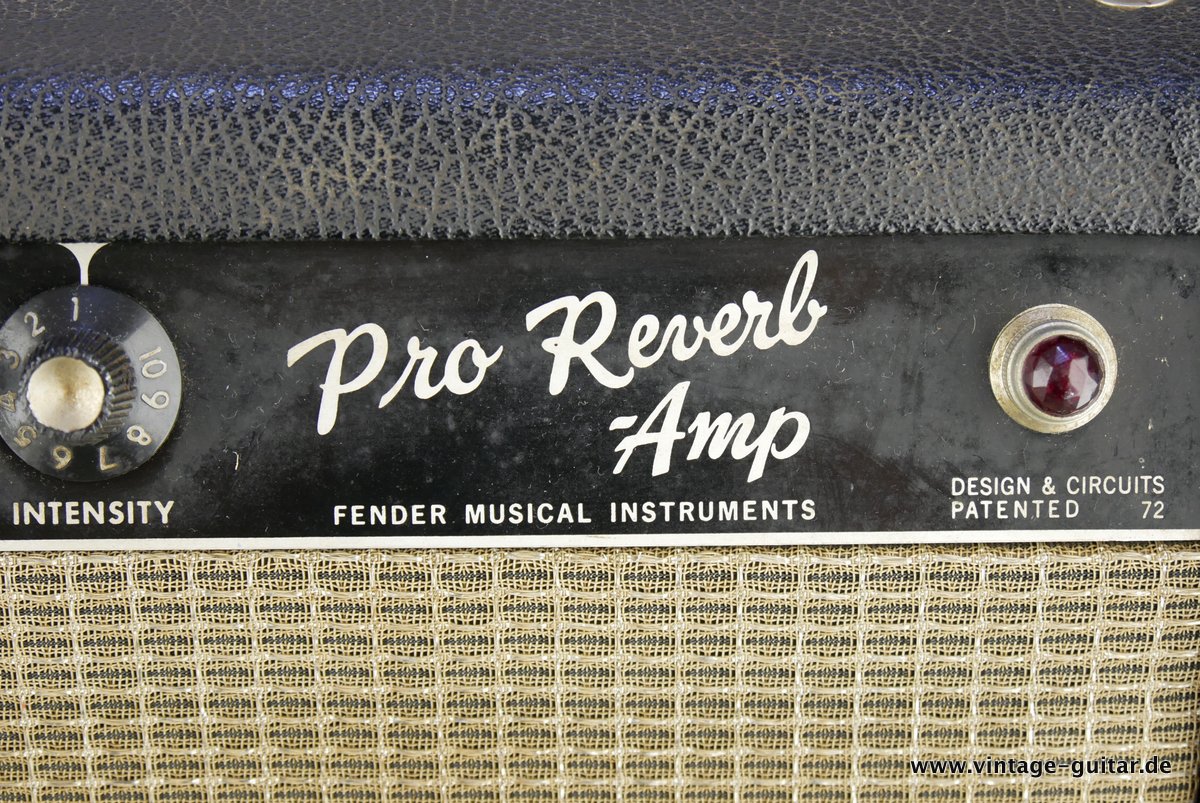 1
2
3
4
5
6
7
8
9
10
INTENSITY
Pro Reverb
-Amp
FENDER MUSICAL INSTRUMENTS
DESIGN & CIRCUITS
PATENTED 72
www.vintage-guitar.de